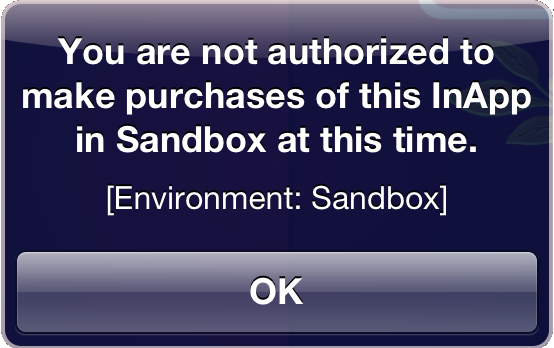 You are not authorized to
make purchases of this InApp
in Sandbox at this time.
[Environment: Sandbox]
OK